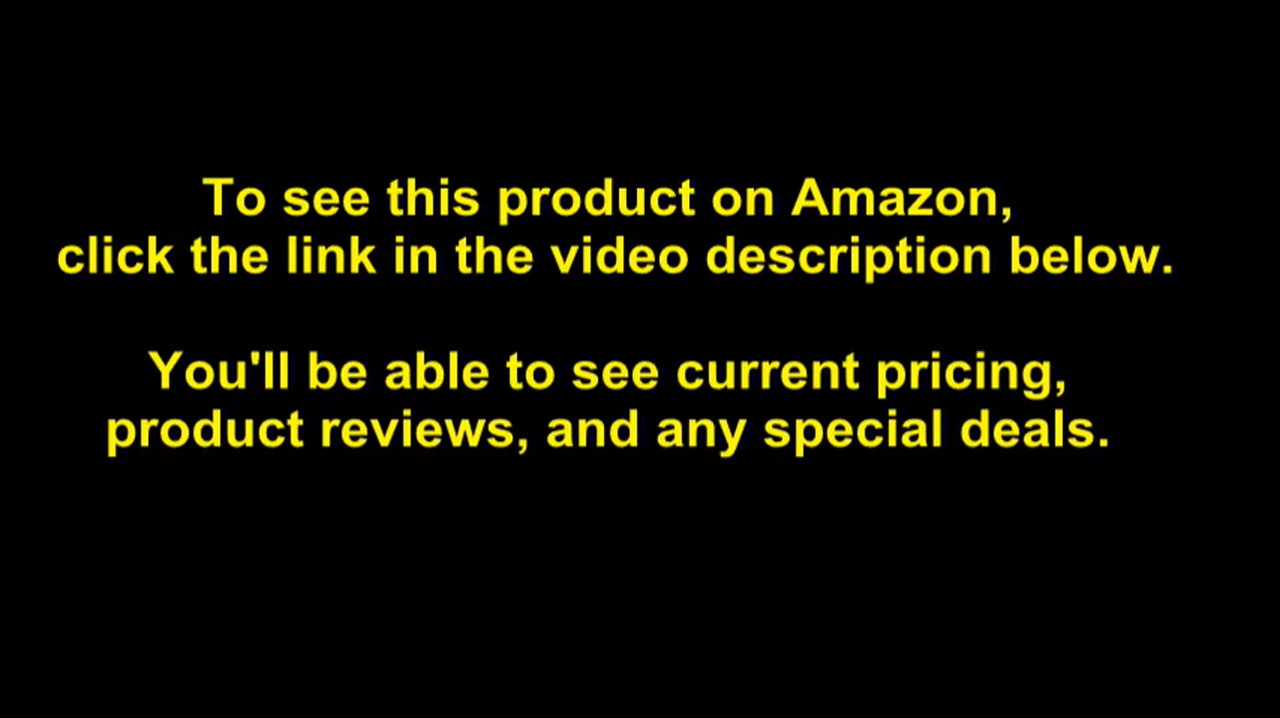 To see this product on Amazon,
click the link in the video description below.
You'll be able to see current pricing,
product reviews, and any special deals.